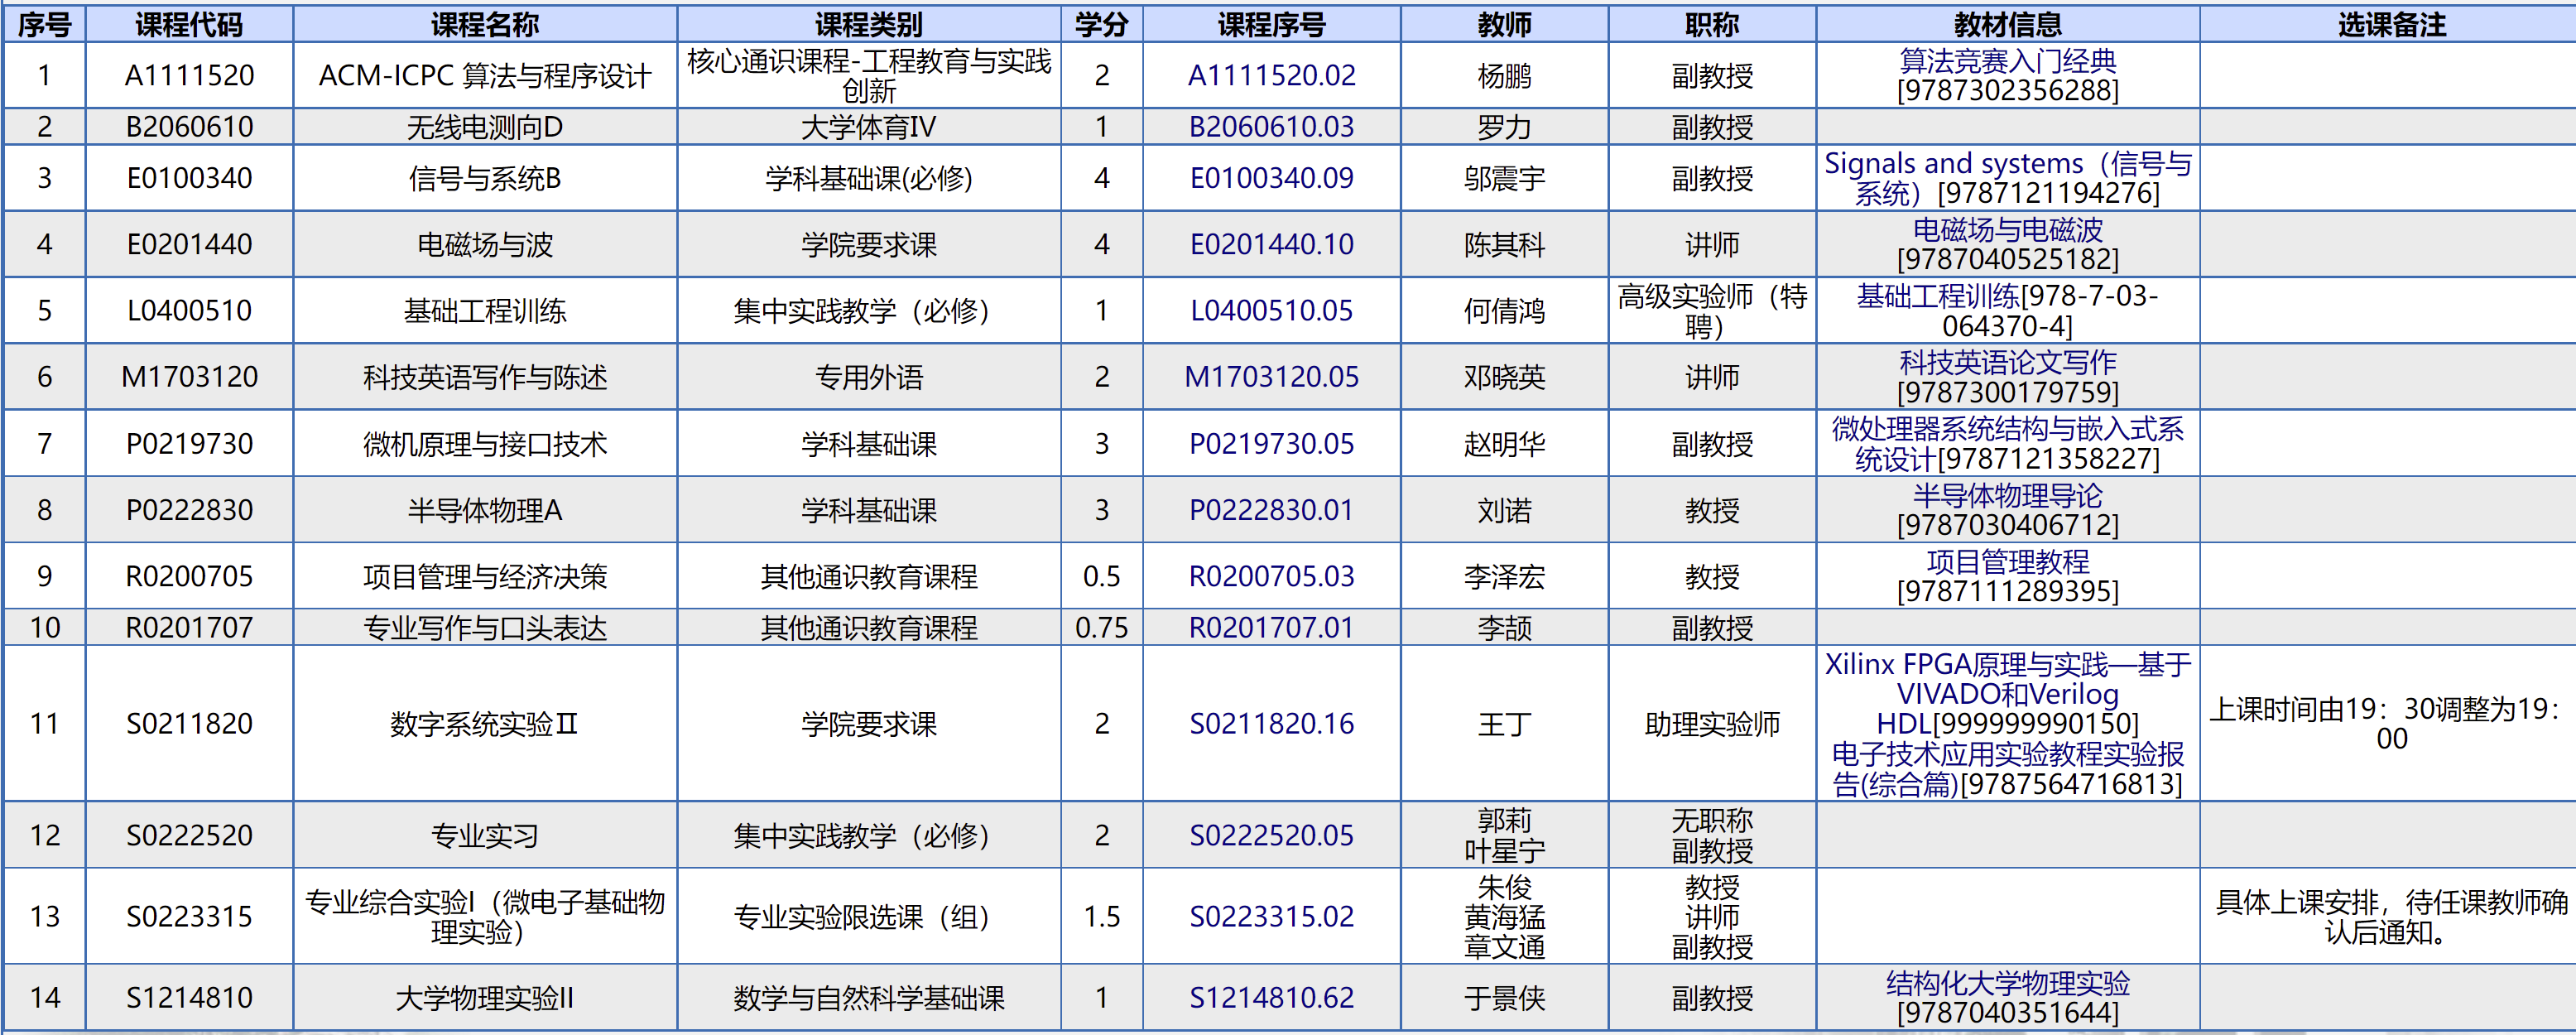 序号 课程代码 课程名称 课程类别 学分 课程序号 教师 职称 教材信息 选课备注
1 A1111520 ACM-ICPC 算法与程序设计 核心通识课程-工程教育与实践
创新 2 A1111520.02 杨鹏 副教授 算法竞赛入门经典
[9787302356288]
2 B2060610 无线电测向D 大学体育IV 1 B2060610.03 罗力 副教授
3 E0100340 信号与系统B 学科基础课(必修) 4 E0100340.09 邬震宇 副教授 Signals and systems（信号与
系统）[9787121194276]
4 E0201440 电磁场与波 学院要求课 4 E0201440.10 陈其科 讲师 电磁场与电磁波
[9787040525182]
5 L0400510 基础工程训练 集中实践教学（必修） 1 L0400510.05 何倩鸿 高级实验师（特
聘） 基础工程训练[978-7-03-
064370-4]
6 M1703120 科技英语写作与陈述 专用外语 2 M1703120.05 邓晓英 讲师 科技英语论文写作
[9787300179759]
7 P0219730 微机原理与接口技术 学科基础课 3 P0219730.05 赵明华 副教授 微处理器系统结构与嵌入式系
统设计[9787121358227]
8 P0222830 半导体物理A 学科基础课 3 P0222830.01 刘诺 教授 半导体物理导论
[9787030406712]
9 R0200705 项目管理与经济决策 其他通识教育课程 0.5 R0200705.03 李泽宏 教授 项目管理教程
[9787111289395]
10 R0201707 专业写作与口头表达 其他通识教育课程 0.75 R0201707.01 李颉 副教授
11 S0211820 数字系统实验Ⅱ 学院要求课 2 S0211820.16 王丁 助理实验师 Xilinx FPGA原理与实践—基于
VIVADO和Verilog
HDL[999999990150]
电子技术应用实验教程实验报
告(综合篇)[9787564716813] 上课时间由19：30调整为19：
00
12 S0222520 专业实习 集中实践教学（必修） 2 S0222520.05 郭莉
叶星宁 无职称
副教授
13 S0223315 专业综合实验I（微电子基础物
理实验） 专业实验限选课（组） 1.5 S0223315.02 朱俊
黄海猛
章文通 教授
讲师
副教授 具体上课安排，待任课教师确
认后通知。
14 S1214810 大学物理实验II 数学与自然科学基础课 1 S1214810.62 于景侠 副教授 结构化大学物理实验
[9787040351644]